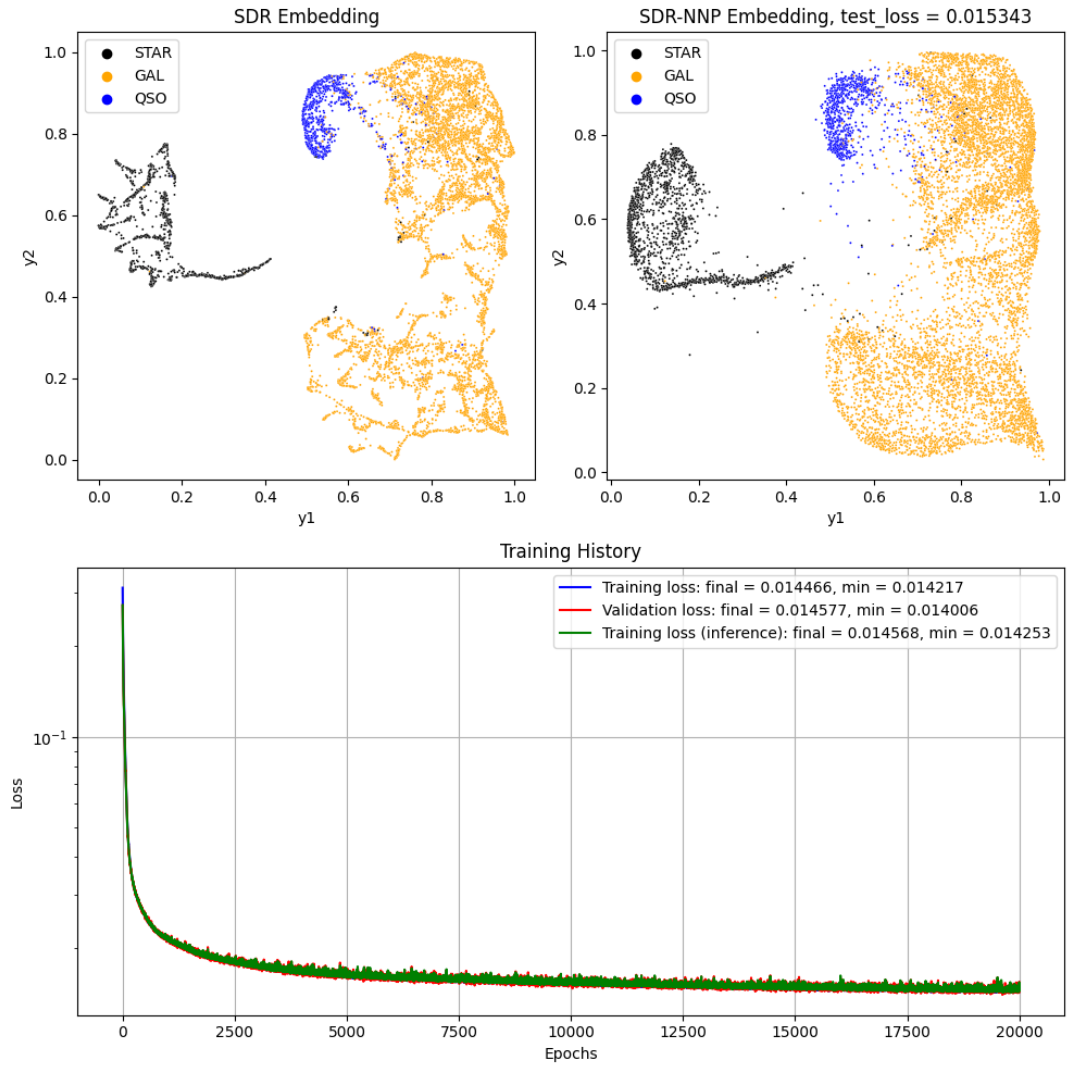 SDR Embedding
STAR
GAL
QSO
1.0
0.8
0.6
0.4
0.2
0.0
y2
0.0 0.2 0.4 0.6 0.8 1.0
y1
SDR-NNP Embedding, test_loss = 0.015343
STAR
GAL
QSO
1.0
0.8
0.6
0.4
0.2
0.0
y2
0.0 0.2 0.4 0.6 0.8 1.0
y1
Training History
Training loss: final = 0.014466, min = 0.014217
Validation loss: final = 0.014577, min = 0.014006
Training loss (inference): final = 0.014568, min = 0.014253
10⁻¹
Loss
0 2500 5000 7500 10000 12500 15000 17500 20000
Epochs